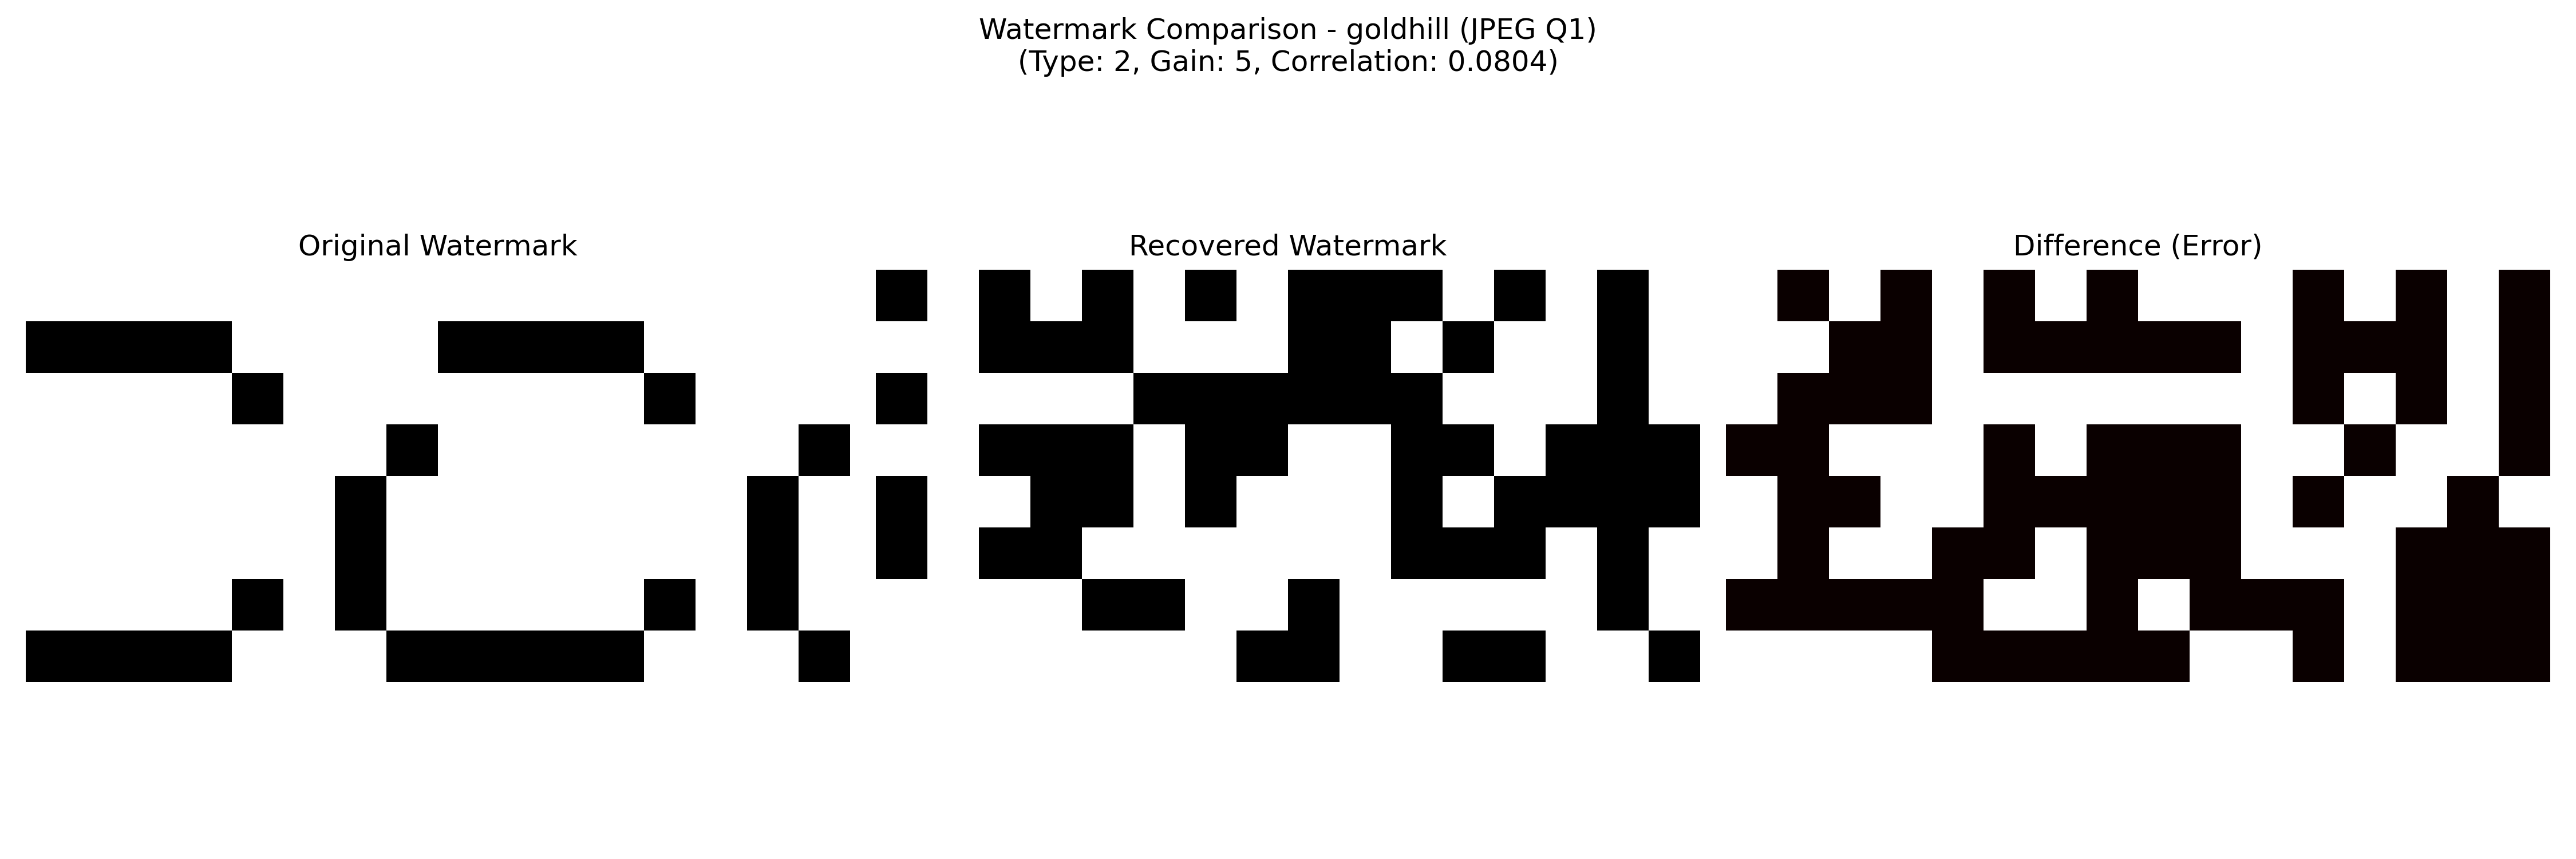 Watermark Comparison - goldhill (JPEG Q1)
(Type: 2, Gain: 5, Correlation: 0.0804)
Original Watermark
Recovered Watermark
Difference (Error)